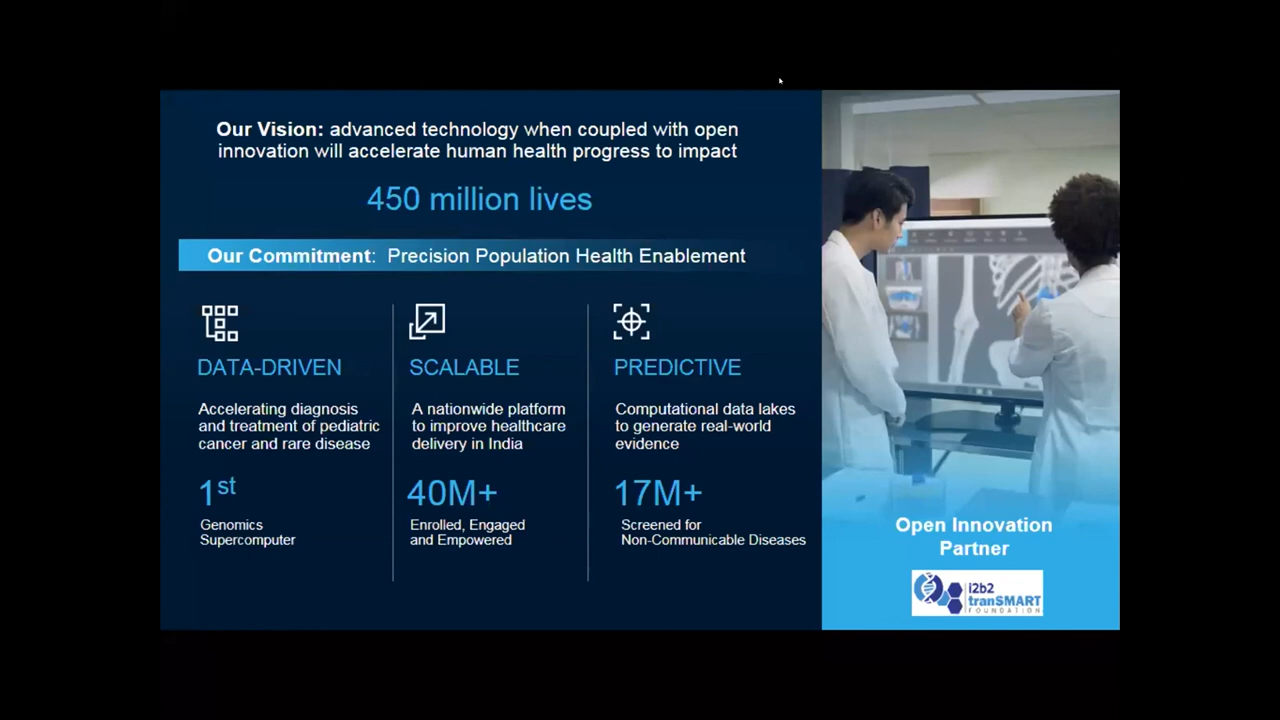 Our Vision: advanced technology when coupled with open
innovation will accelerate human health progress to impact
450 million lives
Our Commitment: Precision Population Health Enablement
DATA-DRIVEN
Accelerating diagnosis
and treatment of pediatric
cancer and rare disease
1st
Genomics
Supercomputer
SCALABLE
A nationwide platform
to improve healthcare
delivery in India
40M+
Enrolled, Engaged
and Empowered
PREDICTIVE
Computational data lakes
to generate real-world
evidence
17M+
Screened for
Non-Communicable Diseases
Open Innovation
Partner
i2b2
tranSMART
FOUNDATION